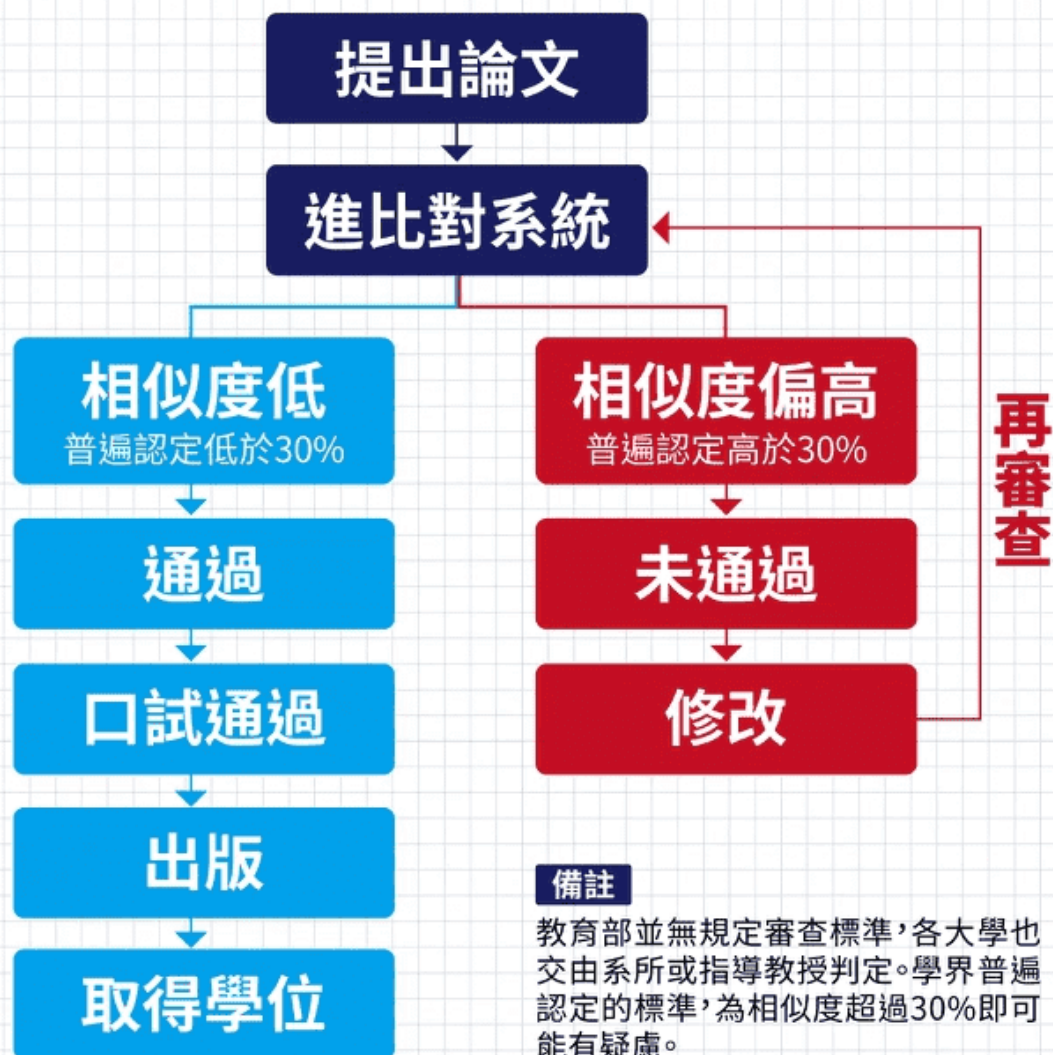 提出論文
進比對系統
相似度低
普遍認定低於30%
通過
口試通過
出版
取得學位
相似度偏高
普遍認定高於30%
未通過
修改
再審查
備註
教育部並無規定審查標準，各大學也
交由系所或指導教授判定。學界普遍
認定的標準，為相似度超過30%即可
能有疑慮。